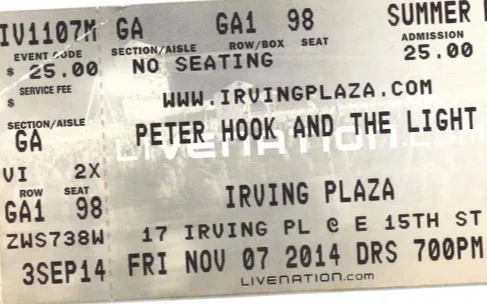 IV1107M GA GA1 98 SUMMER
EVENT CODE SECTION/AISLE ROW/BOX SEAT ADMISSION
$ 25.00 NO SEATING 25.00
SERVICE FEE
$
WWW.IRVINGPLAZA.COM
SECTION/AISLE
GA PETER HOOK AND THE LIGHT
LIVENATION.com
VI 2X
ROW SEAT IRVING PLAZA
GA1 98
ZWS738W 17 IRVING PL @ E 15TH ST
3SEP14 FRI NOV 07 2014 DRS 700PM
LIVENATION.com